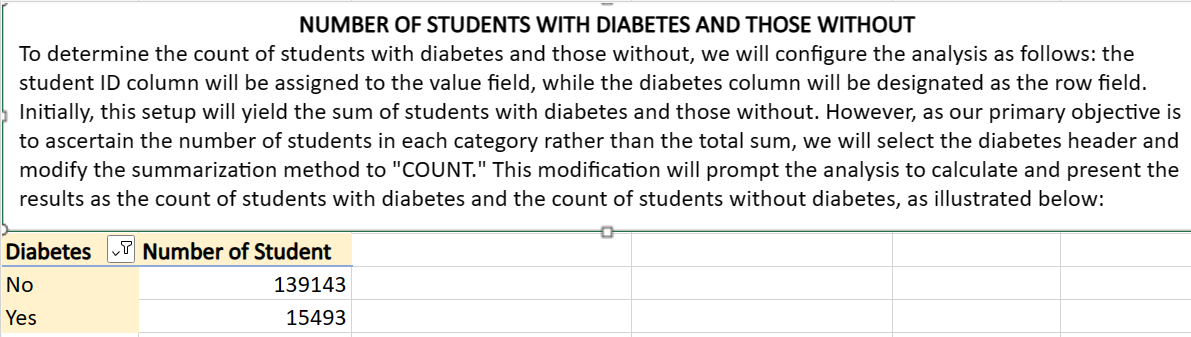 NUMBER OF STUDENTS WITH DIABETES AND THOSE WITHOUT
To determine the count of students with diabetes and those without, we will configure the analysis as follows: the
student ID column will be assigned to the value field, while the diabetes column will be designated as the row field.
Initially, this setup will yield the sum of students with diabetes and those without. However, as our primary objective is
to ascertain the number of students in each category rather than the total sum, we will select the diabetes header and
modify the summarization method to "COUNT." This modification will prompt the analysis to calculate and present the
results as the count of students with diabetes and the count of students without diabetes, as illustrated below:
Diabetes Number of Student
No 139143
Yes 15493